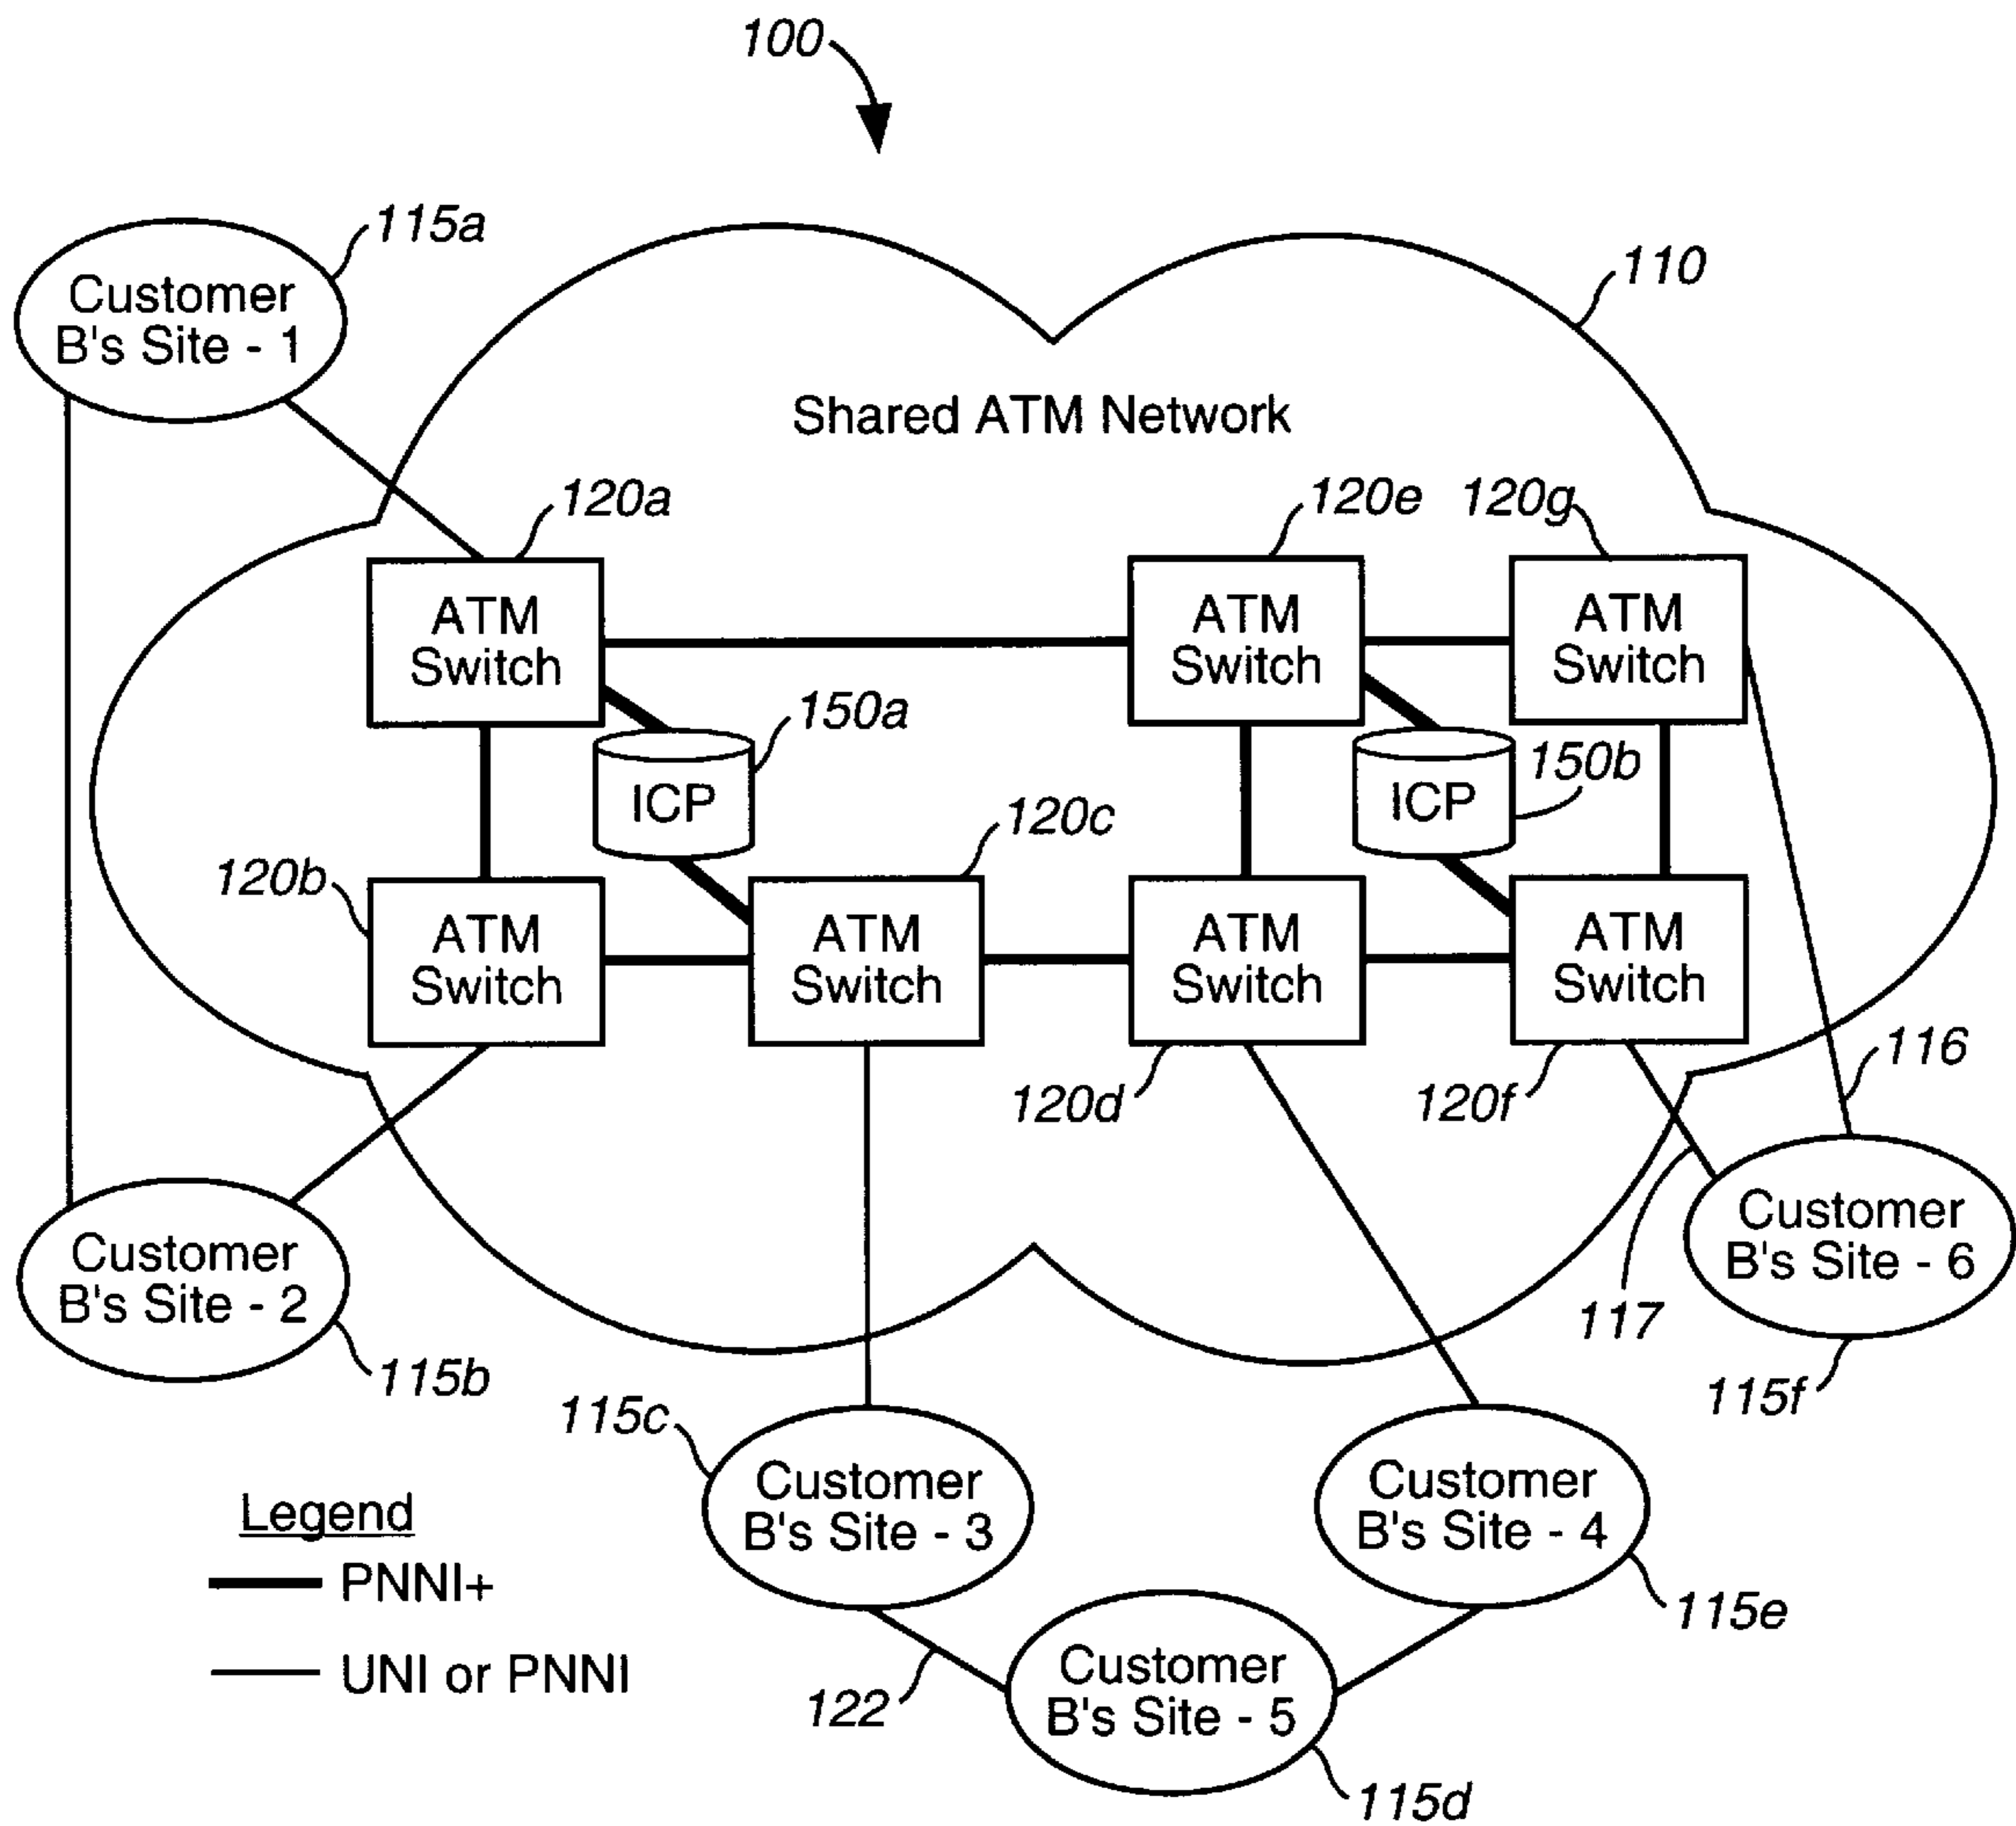 100
115a
Customer
B's Site - 1
110
Shared ATM Network
120a
120e
120g
ATM
Switch
ATM
Switch
ATM
Switch
150a
150b
ICP
ICP
120c
120b
ATM
Switch
ATM
Switch
ATM
Switch
ATM
Switch
116
120d
120f
Customer
B's Site - 6
Customer
B's Site - 2
117
115b
115f
115c
Customer
B's Site - 3
Customer
B's Site - 4
Legend
PNNI+
UNI or PNNI
115e
Customer
B's Site - 5
122
115d